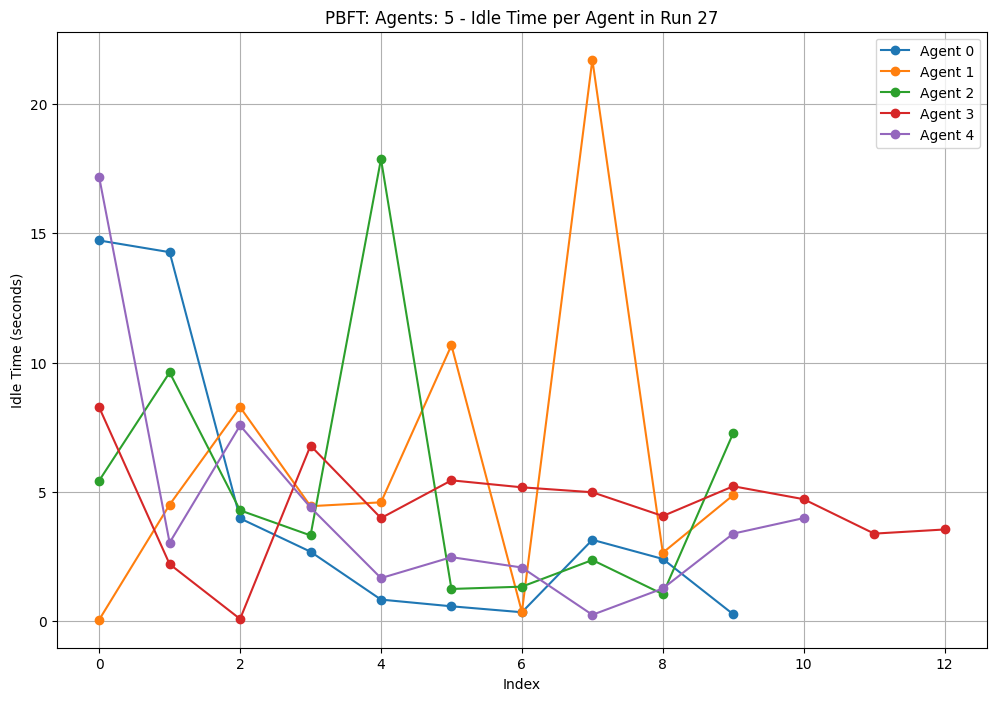 PBFT: Agents: 5 - Idle Time per Agent in Run 27
Agent 0
Agent 1
Agent 2
Agent 3
Agent 4
20
15
10
5
0
Idle Time (seconds)
0 2 4 6 8 10 12
Index